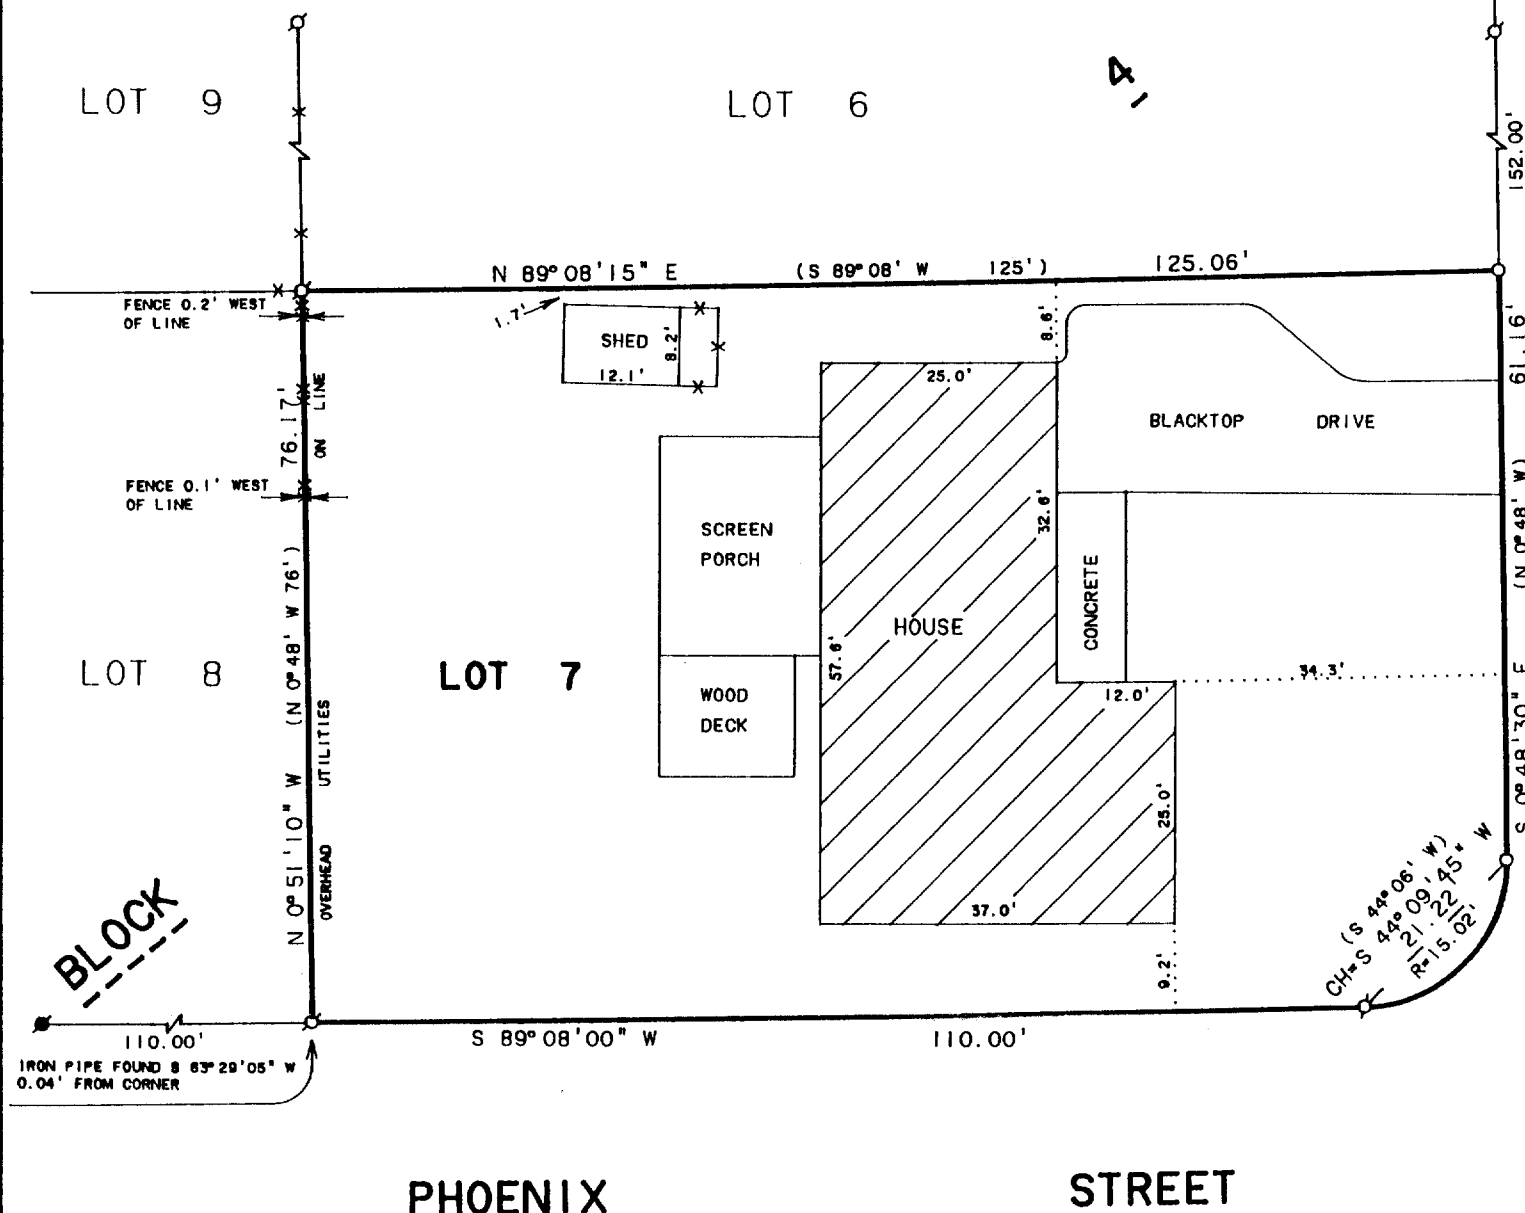 LOT 9
LOT 6
4,
152.00'
N 89°08'15" E (S 89°08' W 125') 125.06'
FENCE 0.2' WEST
OF LINE
1.7'
SHED
8.2'
12.1'
8.6'
61.16'
25.0'
76.17'
ON LINE
BLACKTOP DRIVE
FENCE 0.1' WEST
OF LINE
SCREEN
PORCH
32.6'
CONCRETE
(N 0°48' W)
(N 0°48' W 76')
HOUSE
57.6'
LOT 8
LOT 7
WOOD
DECK
34.3'
12.0'
S 0°48'30" E
OVERHEAD UTILITIES
N 0°51'10" W
25.0'
37.0'
(S 44°06' W)
CH=S 44°09'45" W
21.22'
R=15.02'
BLOCK
9.2'
110.00'
S 89°08'00" W 110.00'
IRON PIPE FOUND S 63°29'05" W
0.04' FROM CORNER
PHOENIX STREET